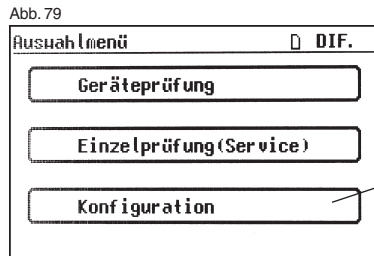 Abb. 79
Auswahlmenü DIF.
Geräteprüfung
Einzelprüfung(Service)
Konfiguration